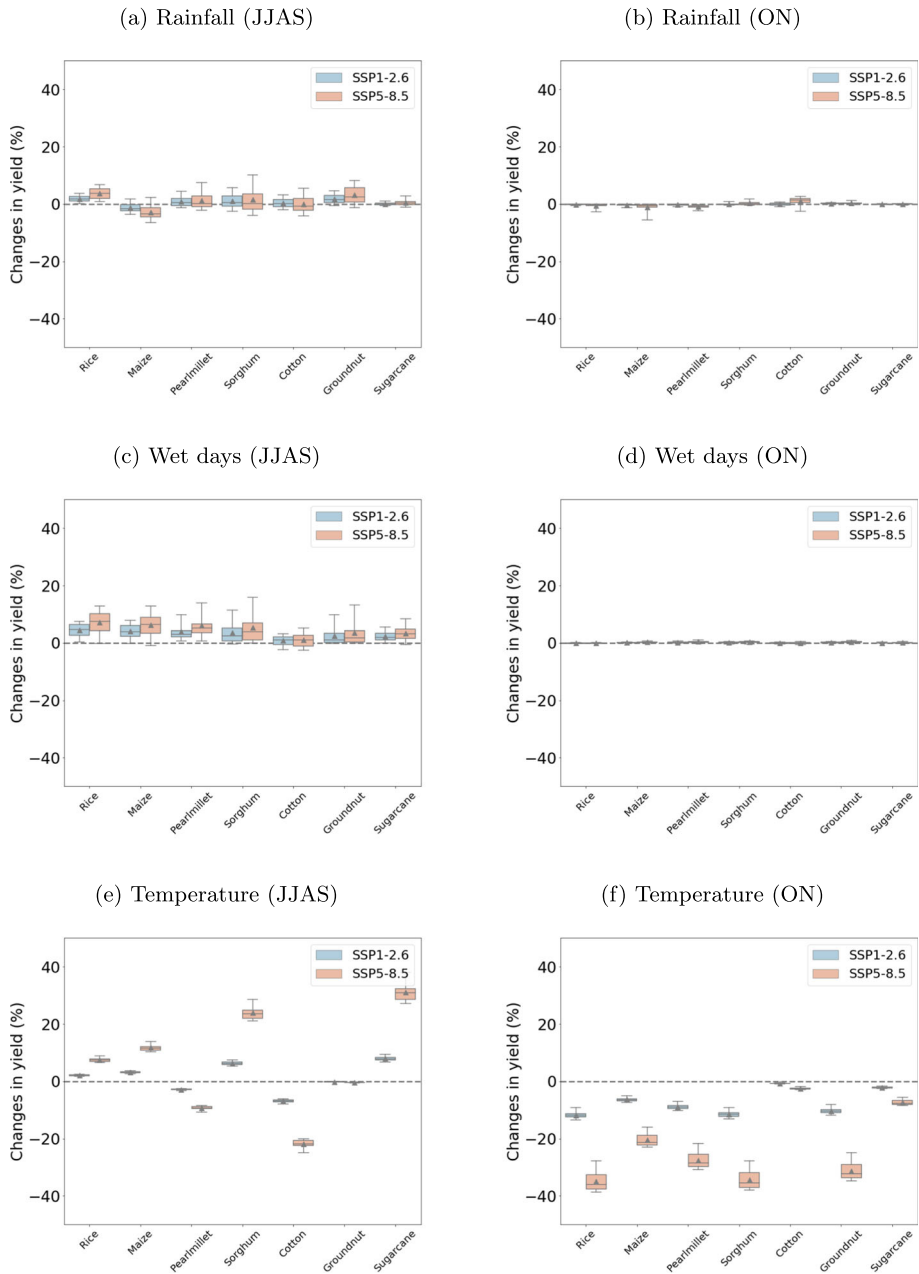 (a) Rainfall (JJAS)
Changes in yield (%)
40
20
0
−20
−40
SSP1-2.6
SSP5-8.5
Rice
Maize
Pearlmillet
Sorghum
Cotton
Groundnut
Sugarcane
(b) Rainfall (ON)
Changes in yield (%)
40
20
0
−20
−40
SSP1-2.6
SSP5-8.5
Rice
Maize
Pearlmillet
Sorghum
Cotton
Groundnut
Sugarcane
(c) Wet days (JJAS)
Changes in yield (%)
40
20
0
−20
−40
SSP1-2.6
SSP5-8.5
Rice
Maize
Pearlmillet
Sorghum
Cotton
Groundnut
Sugarcane
(d) Wet days (ON)
Changes in yield (%)
40
20
0
−20
−40
SSP1-2.6
SSP5-8.5
Rice
Maize
Pearlmillet
Sorghum
Cotton
Groundnut
Sugarcane
(e) Temperature (JJAS)
Changes in yield (%)
40
20
0
−20
−40
SSP1-2.6
SSP5-8.5
Rice
Maize
Pearlmillet
Sorghum
Cotton
Groundnut
Sugarcane
(f) Temperature (ON)
Changes in yield (%)
40
20
0
−20
−40
SSP1-2.6
SSP5-8.5
Rice
Maize
Pearlmillet
Sorghum
Cotton
Groundnut
Sugarcane